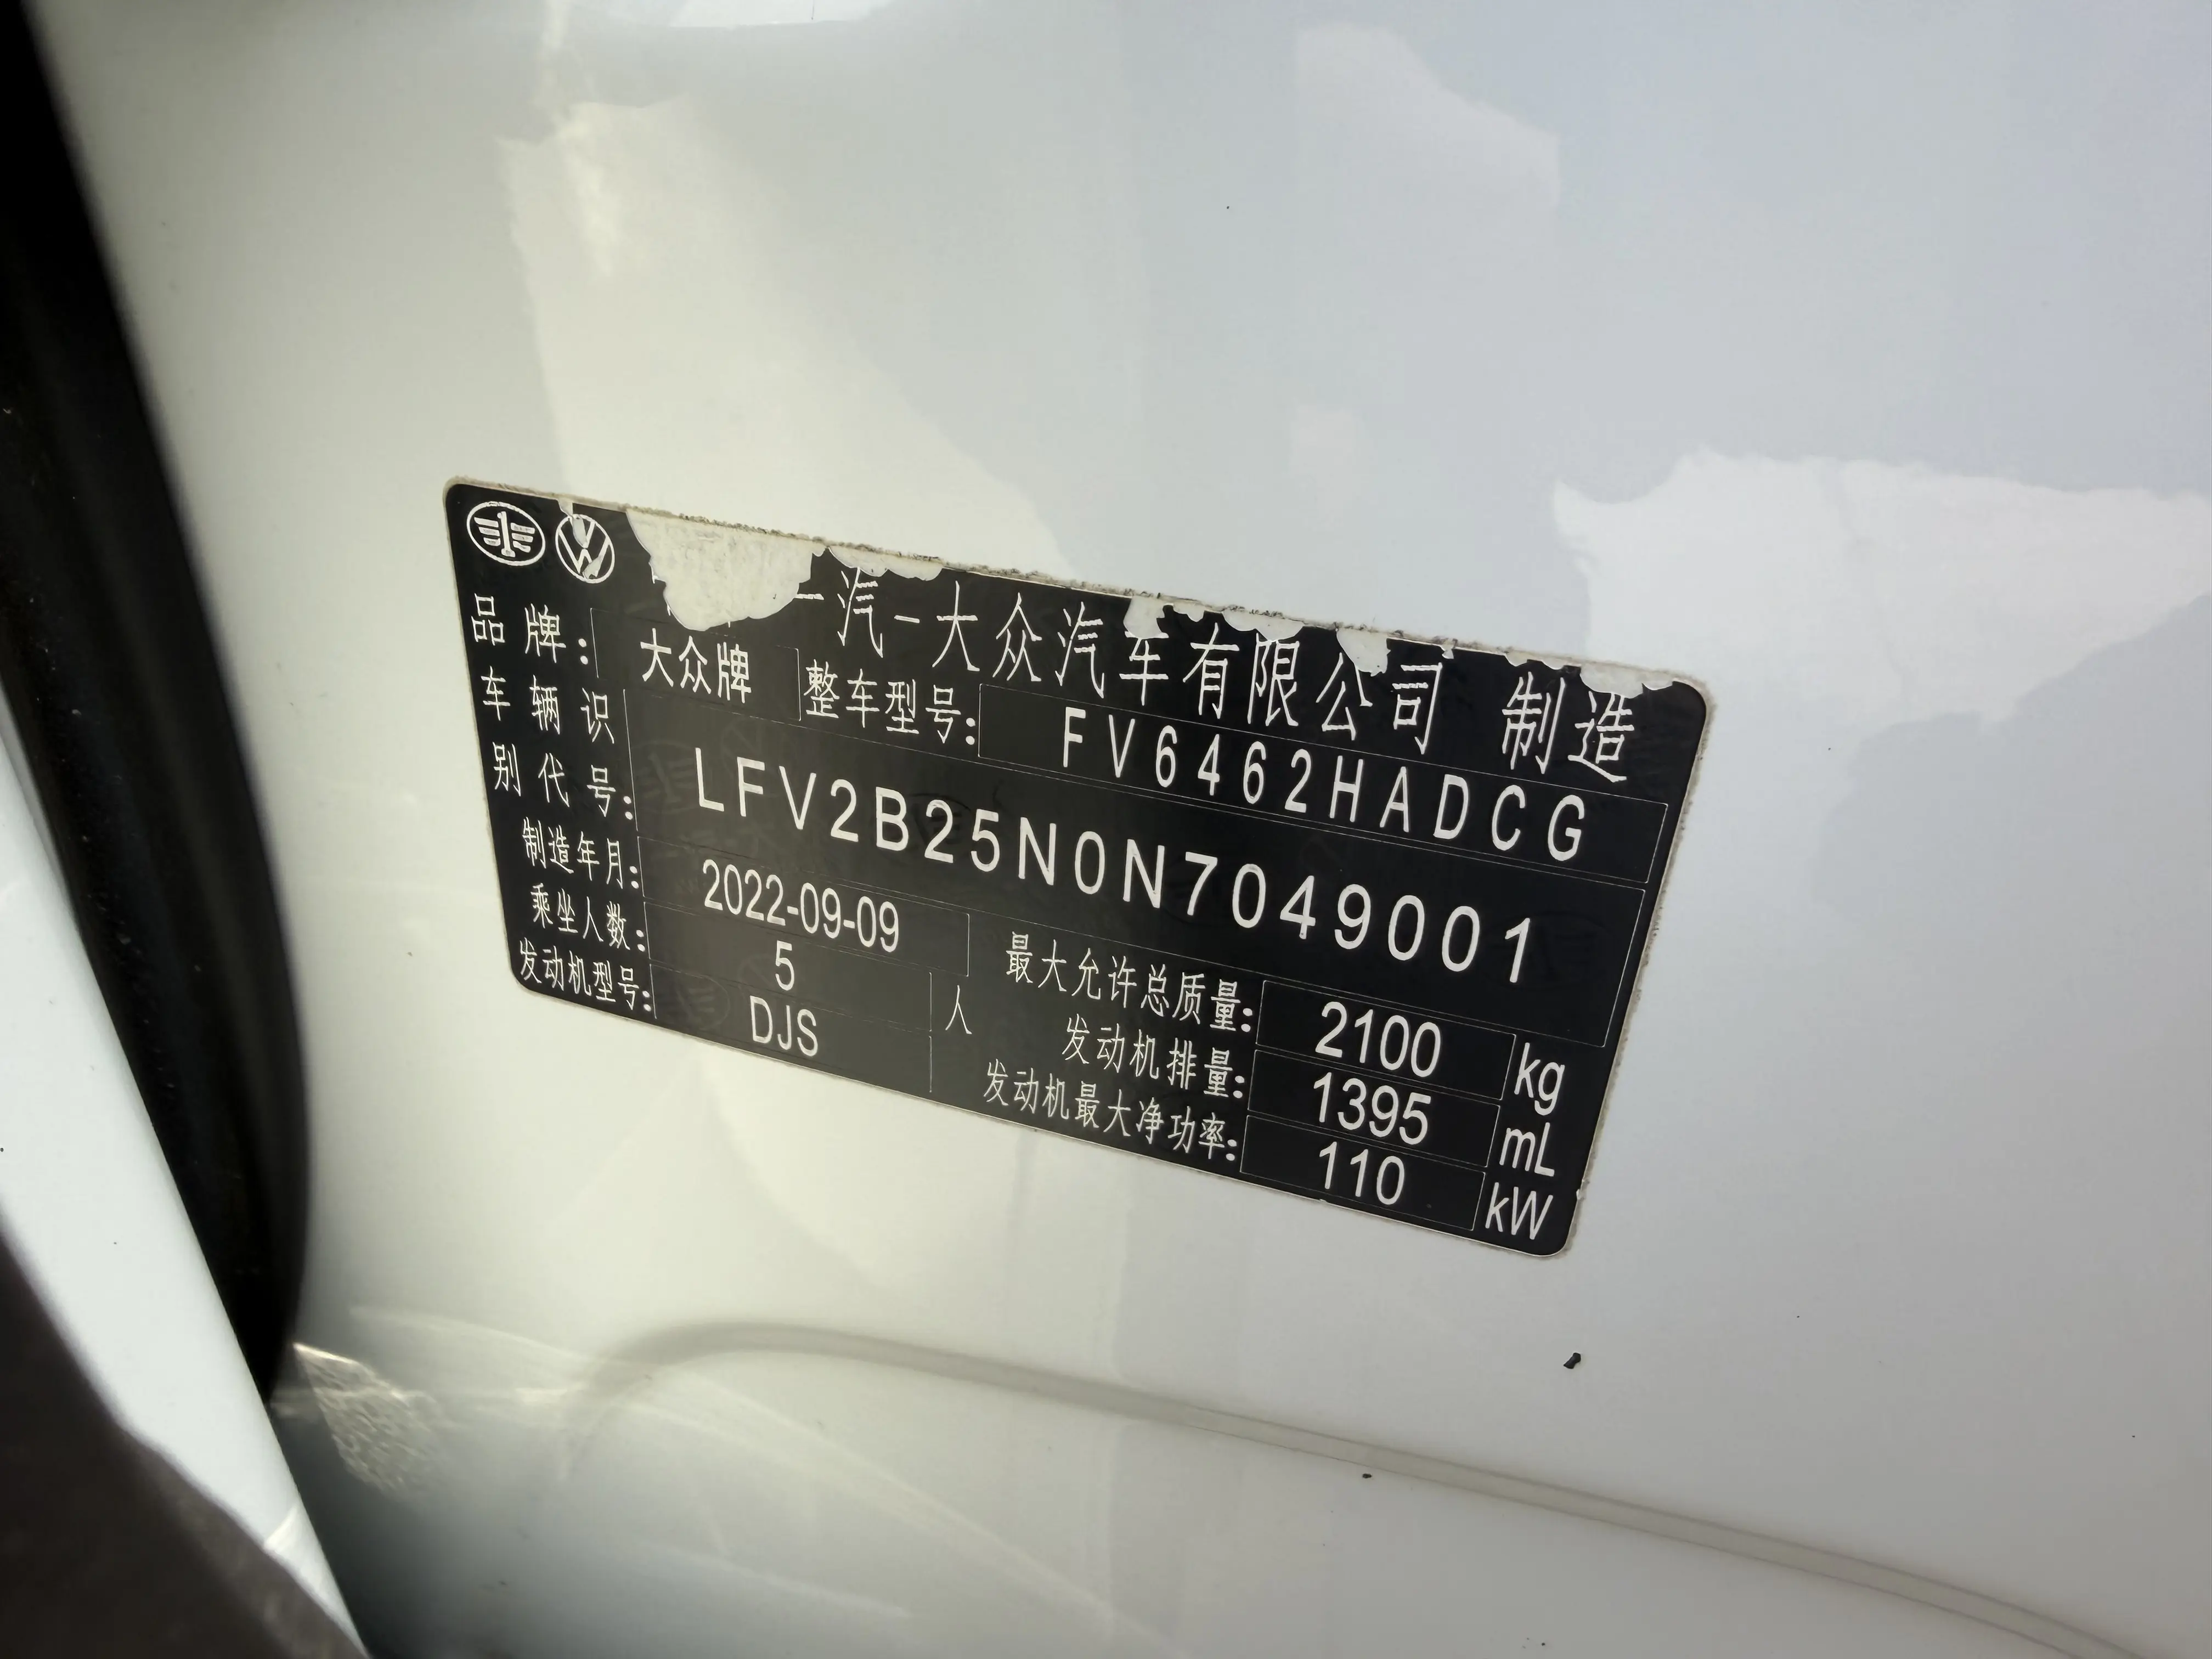 一汽-大众汽车有限公司 制造
品牌: 大众牌 整车型号: FV6462HADCG
车辆识别代号: LFV2B25N0N7049001
制造年月: 2022-09-09 最大允许总质量: 2100 kg
乘坐人数: 5 人 发动机排量: 1395 mL
发动机型号: DJS 发动机最大净功率: 110 kW